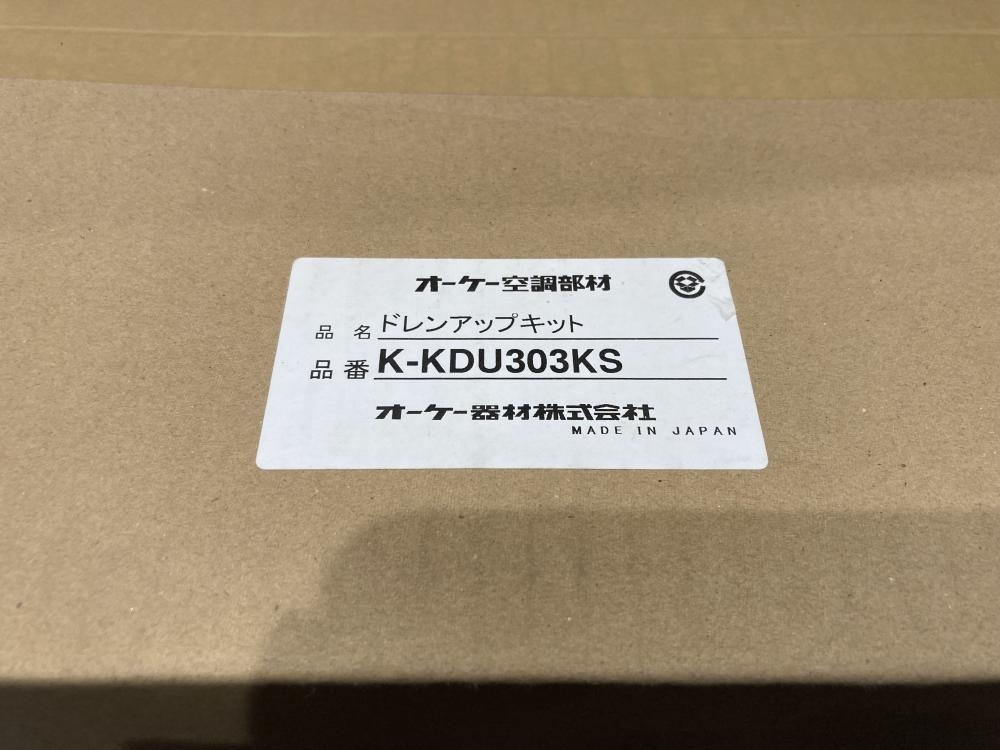 オーケー空調部材
品名 ドレンアップキット
品番 K-KDU303KS
オーケー器材株式会社
MADE IN JAPAN